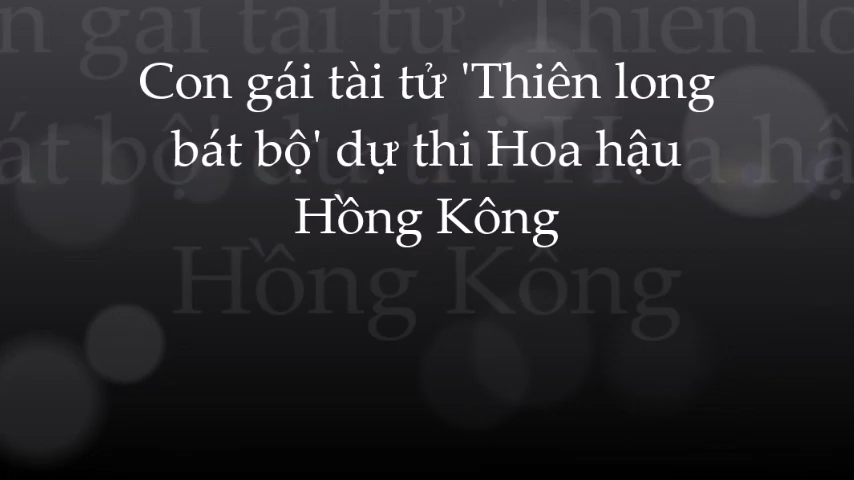 Con gái tài tử 'Thiên long
bát bộ' dự thi Hoa hậu
Hồng Kông